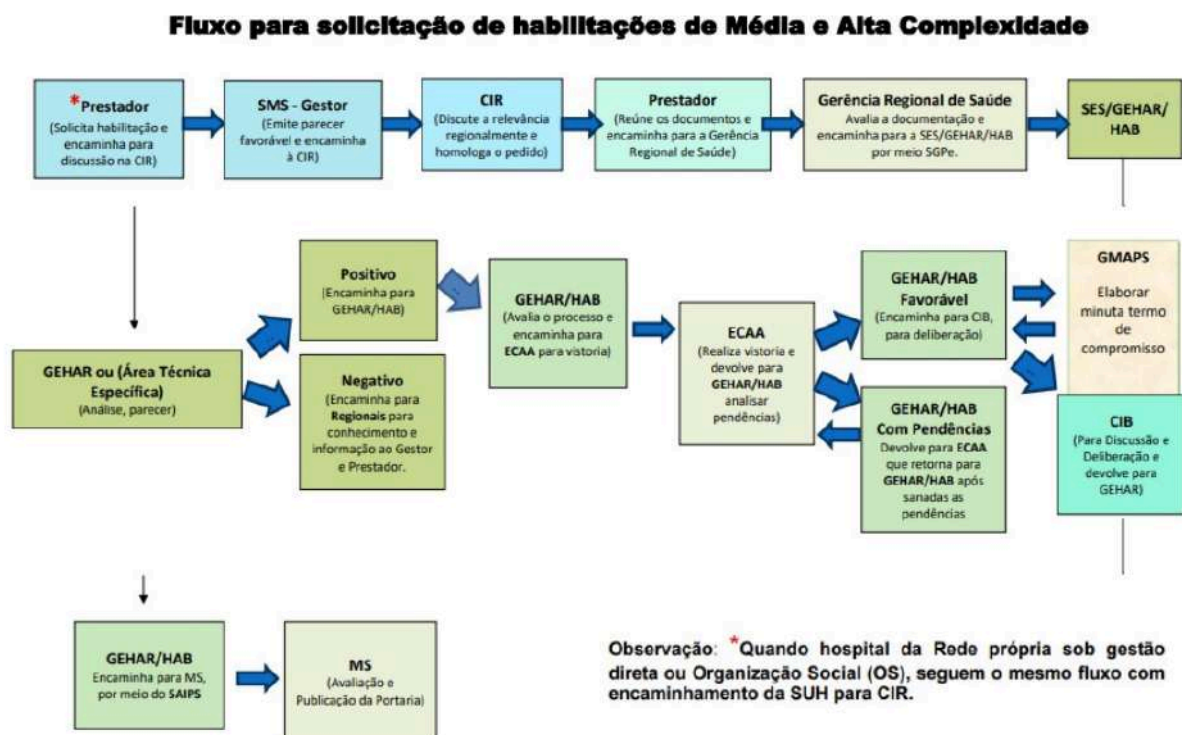 Fluxo para solicitação de habilitações de Média e Alta Complexidade
*Prestador
(Solicita habilitação e
encaminha para
discussão na CIR)
SMS - Gestor
(Emite parecer
favorável e encaminha
à CIR)
CIR
(Discute a relevância
regionalmente e
homologa o pedido)
Prestador
(Reúne os documentos e
encaminha para a Gerência
Regional de Saúde)
Gerência Regional de Saúde
Avalia a documentação e
encaminha para a SES/GEHAR/HAB
por meio SGPe.
SES/GEHAR/
HAB
GEHAR ou (Área Técnica
Específica)
(Análise, parecer)
Positivo
(Encaminha para
GEHAR/HAB)
Negativo
(Encaminha para
Regionais para
conhecimento e
informação ao Gestor
e Prestador.
GEHAR/HAB
(Avalia o processo e
encaminha para
ECAA para vistoria)
ECAA
(Realiza vistoria e
devolve para
GEHAR/HAB
analisar
pendências)
GEHAR/HAB
Favorável
(Encaminha para CIB,
para deliberação)
GEHAR/HAB
Com Pendências
Devolve para ECAA
que retorna para
GEHAR/HAB após
sanadas as
pendências
GMAPS
Elaborar
minuta termo
de
compromisso
CIB
(Para Discussão e
Deliberação e
devolve para
GEHAR)
GEHAR/HAB
Encaminha para MS,
por meio do SAIPS
MS
(Avaliação e
Publicação da Portaria)
Observação: *Quando hospital da Rede própria sob gestão
direta ou Organização Social (OS), seguem o mesmo fluxo com
encaminhamento da SUH para CIR.